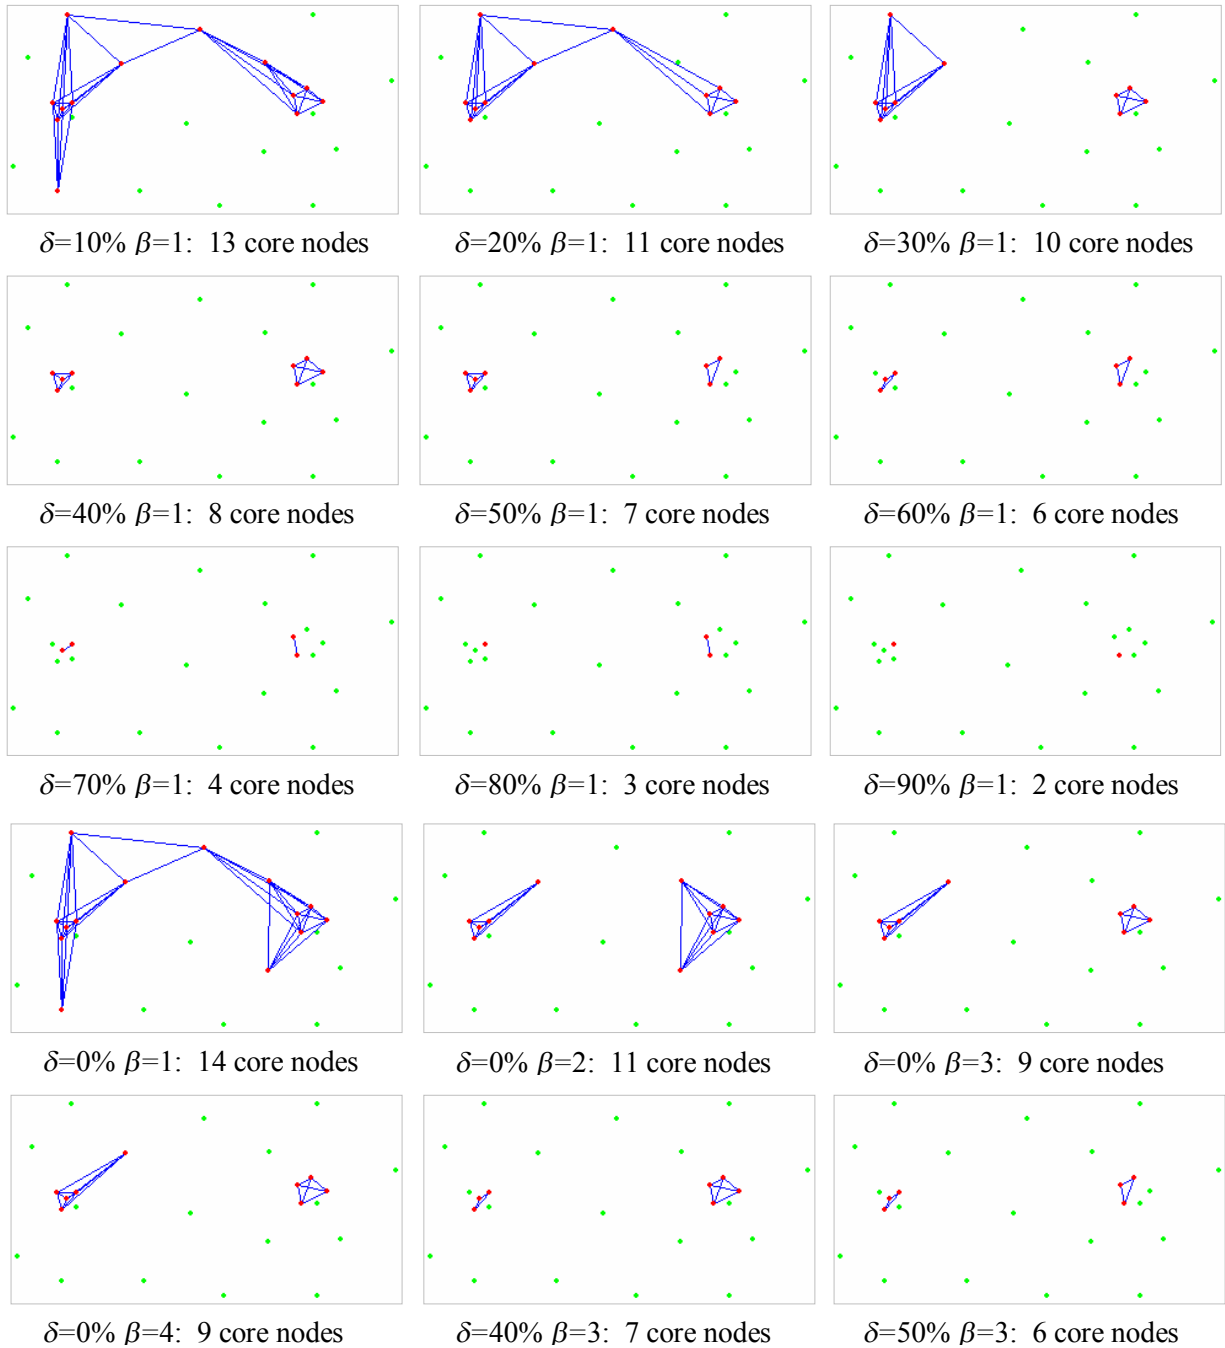 δ=10% β=1: 13 core nodes
δ=20% β=1: 11 core nodes
δ=30% β=1: 10 core nodes
δ=40% β=1: 8 core nodes
δ=50% β=1: 7 core nodes
δ=60% β=1: 6 core nodes
δ=70% β=1: 4 core nodes
δ=80% β=1: 3 core nodes
δ=90% β=1: 2 core nodes
δ=0% β=1: 14 core nodes
δ=0% β=2: 11 core nodes
δ=0% β=3: 9 core nodes
δ=0% β=4: 9 core nodes
δ=40% β=3: 7 core nodes
δ=50% β=3: 6 core nodes